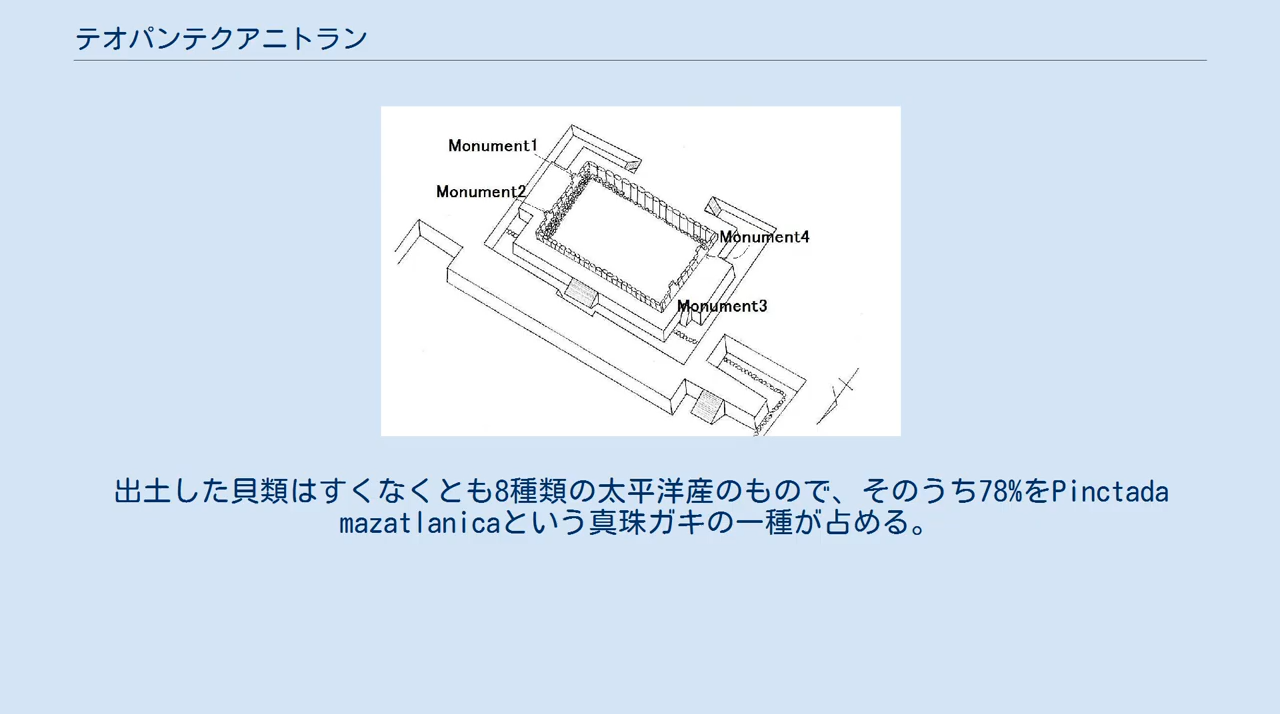 テオパンテクアニトラン
Monument1
Monument2
Monument4
Monument3
出土した貝類はすくなくとも8種類の太平洋産のもので、そのうち78%をPinctada
mazatlanicaという真珠ガキの一種が占める。